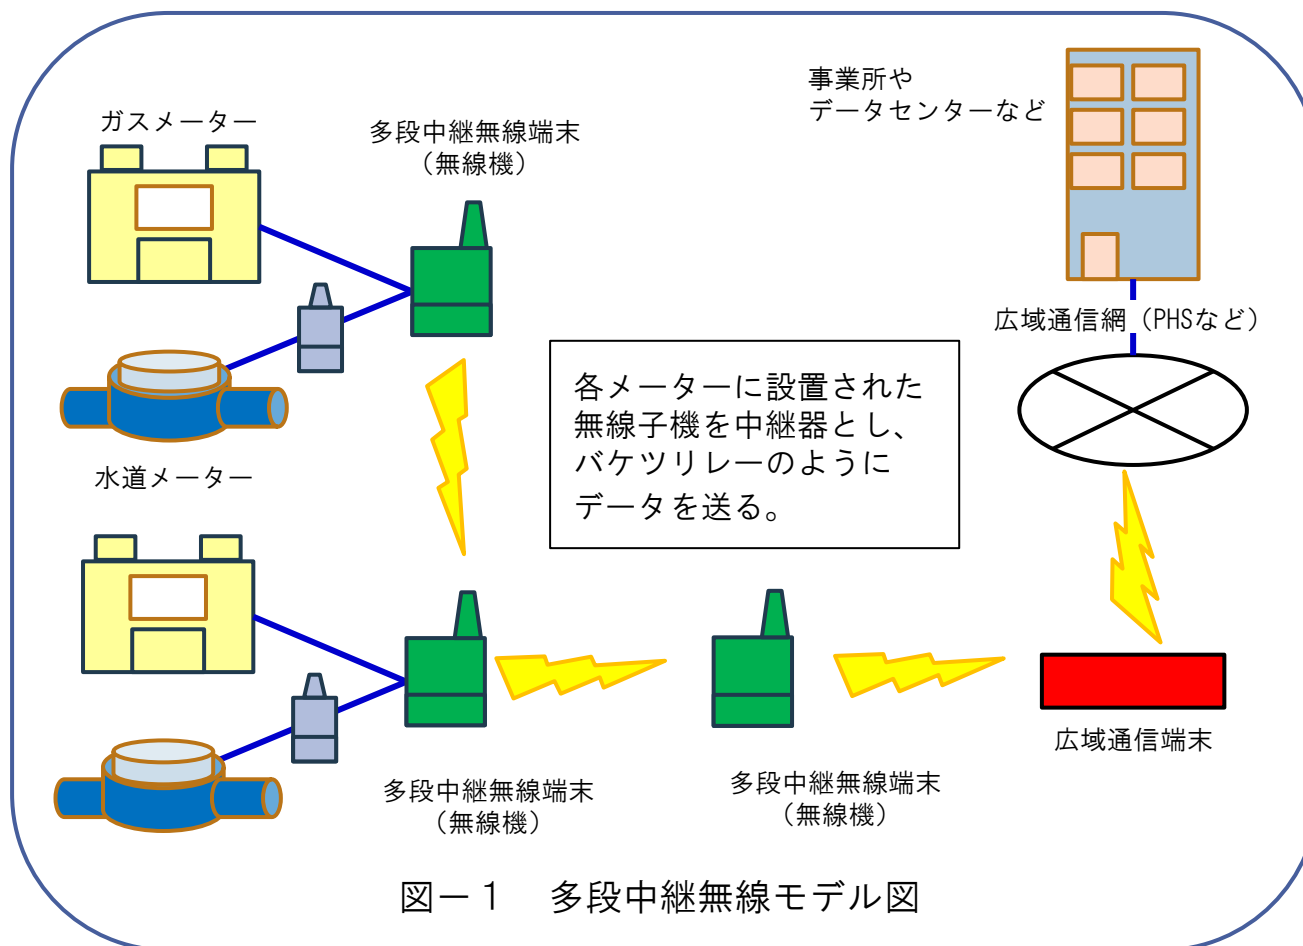 ガスメーター
多段中継無線端末
（無線機）
事業所や
データセンターなど
広域通信網（PHSなど）
各メーターに設置された
無線子機を中継器とし、
バケツリレーのように
データを送る。
水道メーター
多段中継無線端末
（無線機）
多段中継無線端末
（無線機）
広域通信端末
図－１　多段中継無線モデル図